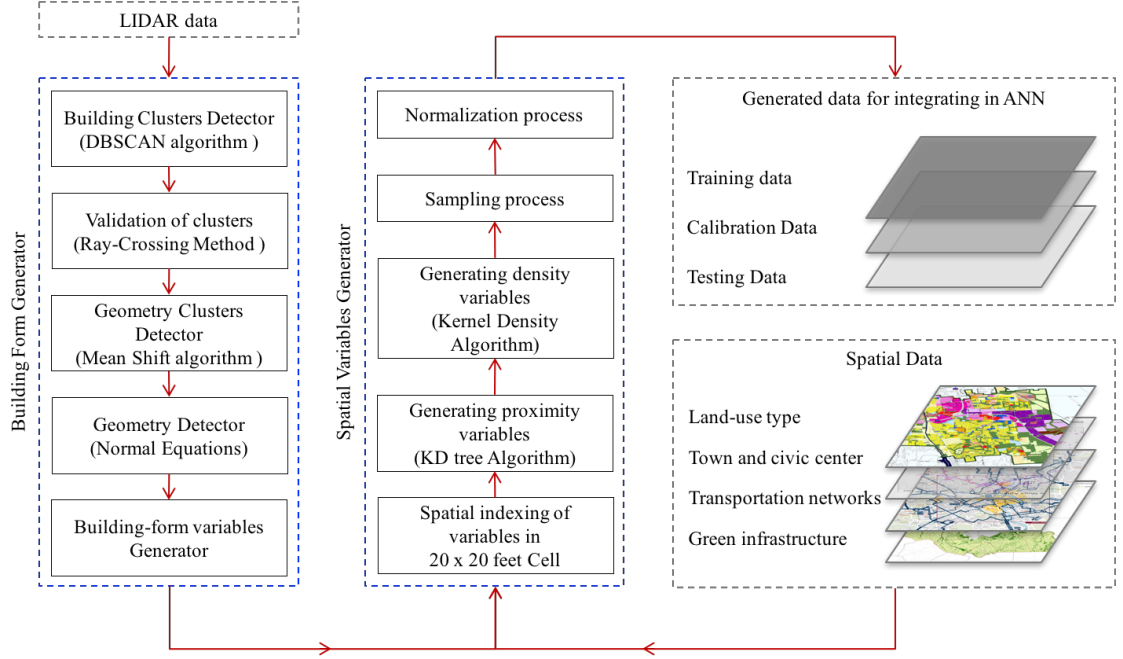 LIDAR data
Building Form Generator
Building Clusters Detector
(DBSCAN algorithm )
Validation of clusters
(Ray-Crossing Method )
Geometry Clusters
Detector
(Mean Shift algorithm )
Geometry Detector
(Normal Equations)
Building-form variables
Generator
Spatial Variables Generator
Normalization process
Sampling process
Generating density
variables
(Kernel Density
Algorithm)
Generating proximity
variables
(KD tree Algorithm)
Spatial indexing of
variables in
20 x 20 feet Cell
Generated data for integrating in ANN
Training data
Calibration Data
Testing Data
Spatial Data
Land-use type
Town and civic center
Transportation networks
Green infrastructure